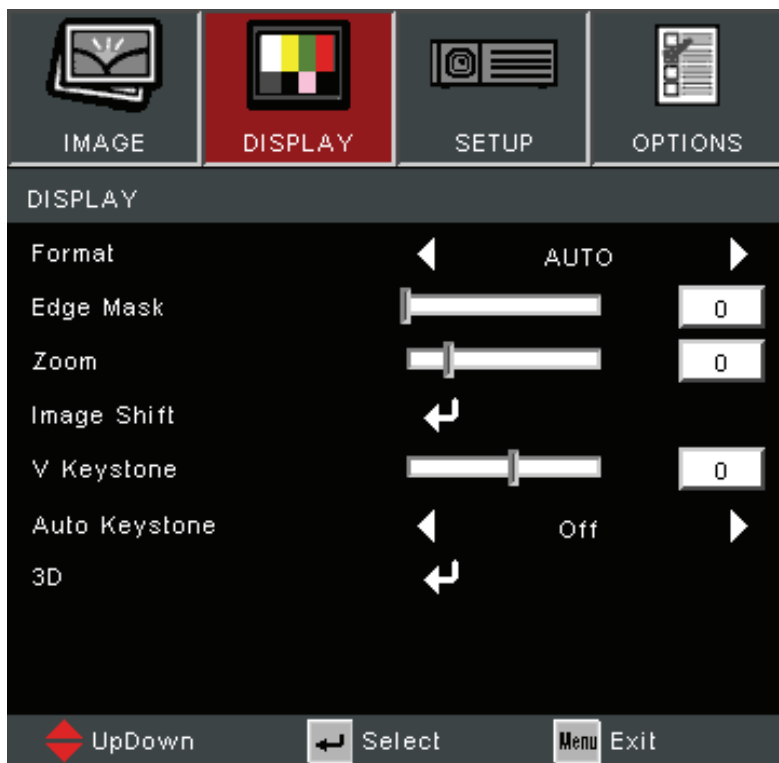 IMAGE DISPLAY SETUP OPTIONS
DISPLAY
Format AUTO
Edge Mask 0
Zoom 0
Image Shift
V Keystone 0
Auto Keystone Off
3D
UpDown Select Menu Exit